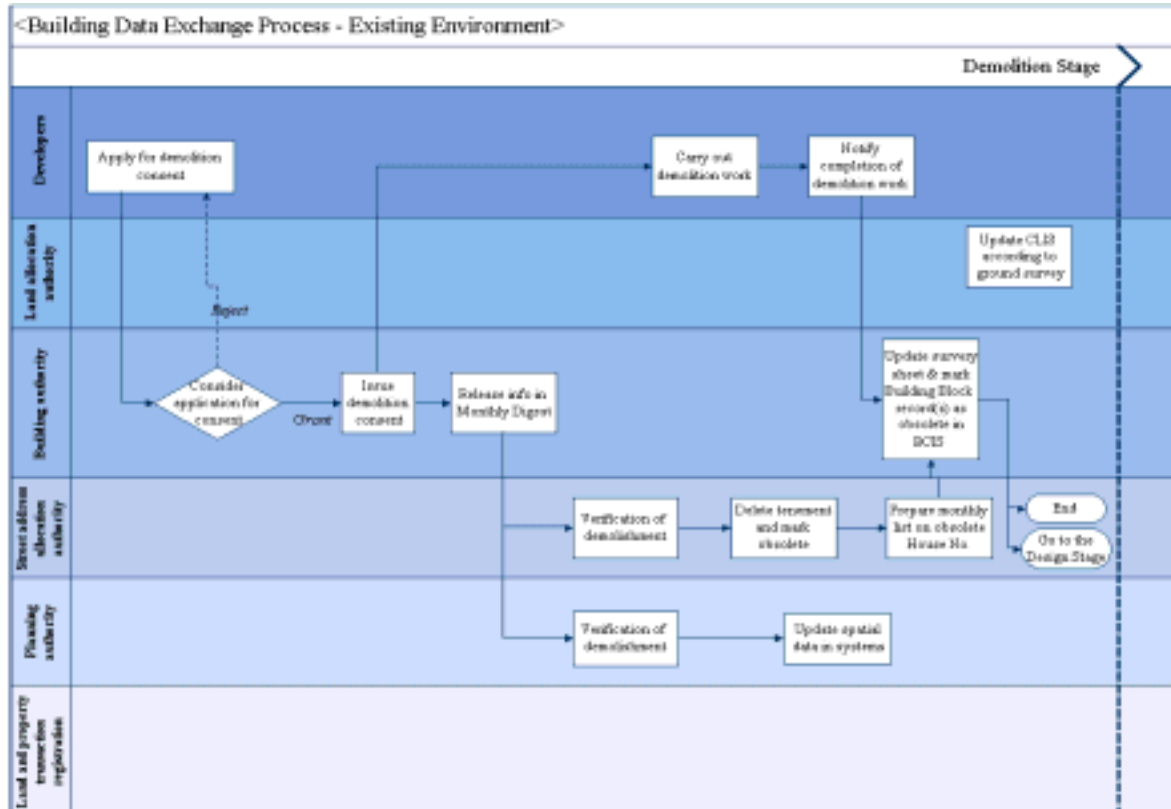 <Building Data Exchange Process - Existing Environment>
Demolition Stage
Developers
Apply for demolition
consent
Carry out
demolition work
Notify
completion of
demolition work
Land allocation
authority
Update CLIS
according to
ground survey
Reject
Building authority
Consider
application for
consent
Grant
Issue
demolition
consent
Release info in
Monthly Digest
Update survery
sheet & mark
Building Block
record(s) as
obsolete in
BCIS
Street address
allocation
authority
Verification of
demolishment
Delete tenement
and mark
obsolete
Prepare monthly
list on obsolete
House No.
End
Go to the
Design Stage
Planning
authority
Verification of
demolishment
Update spatial
data in systems
Land and property
transaction
registration